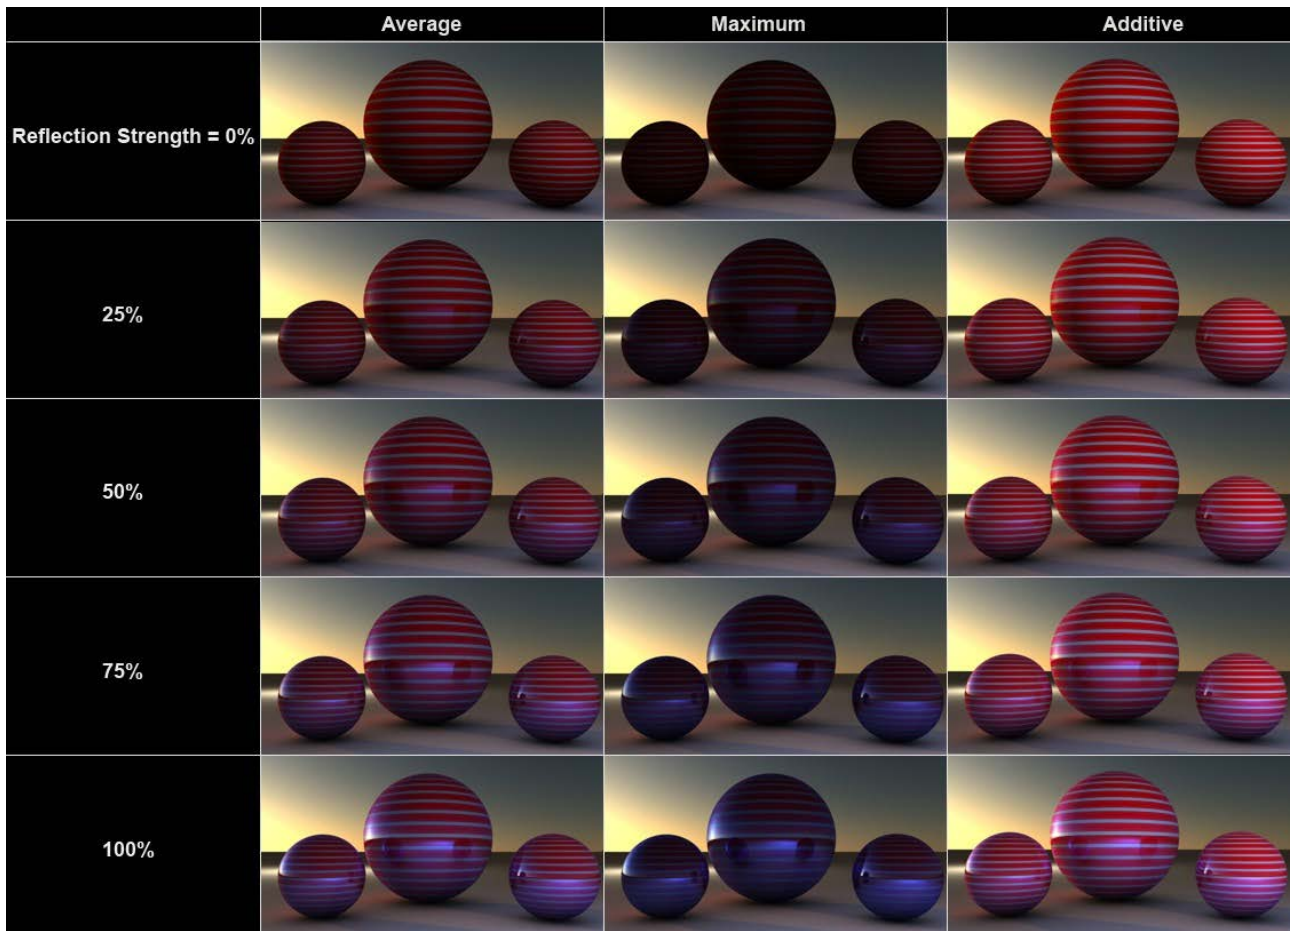 Average Maximum Additive
Reflection Strength = 0%
25%
50%
75%
100%